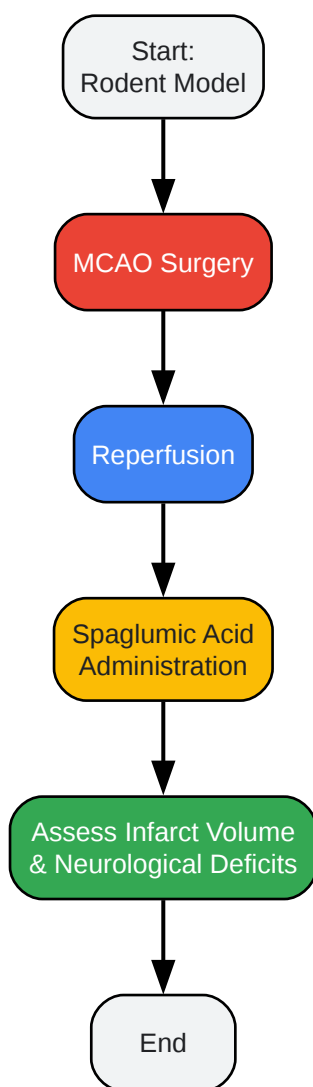 Start:
Rodent Model
MCAO Surgery
Reperfusion
Spaglumic Acid
Administration
Assess Infarct Volume
& Neurological Deficits
End